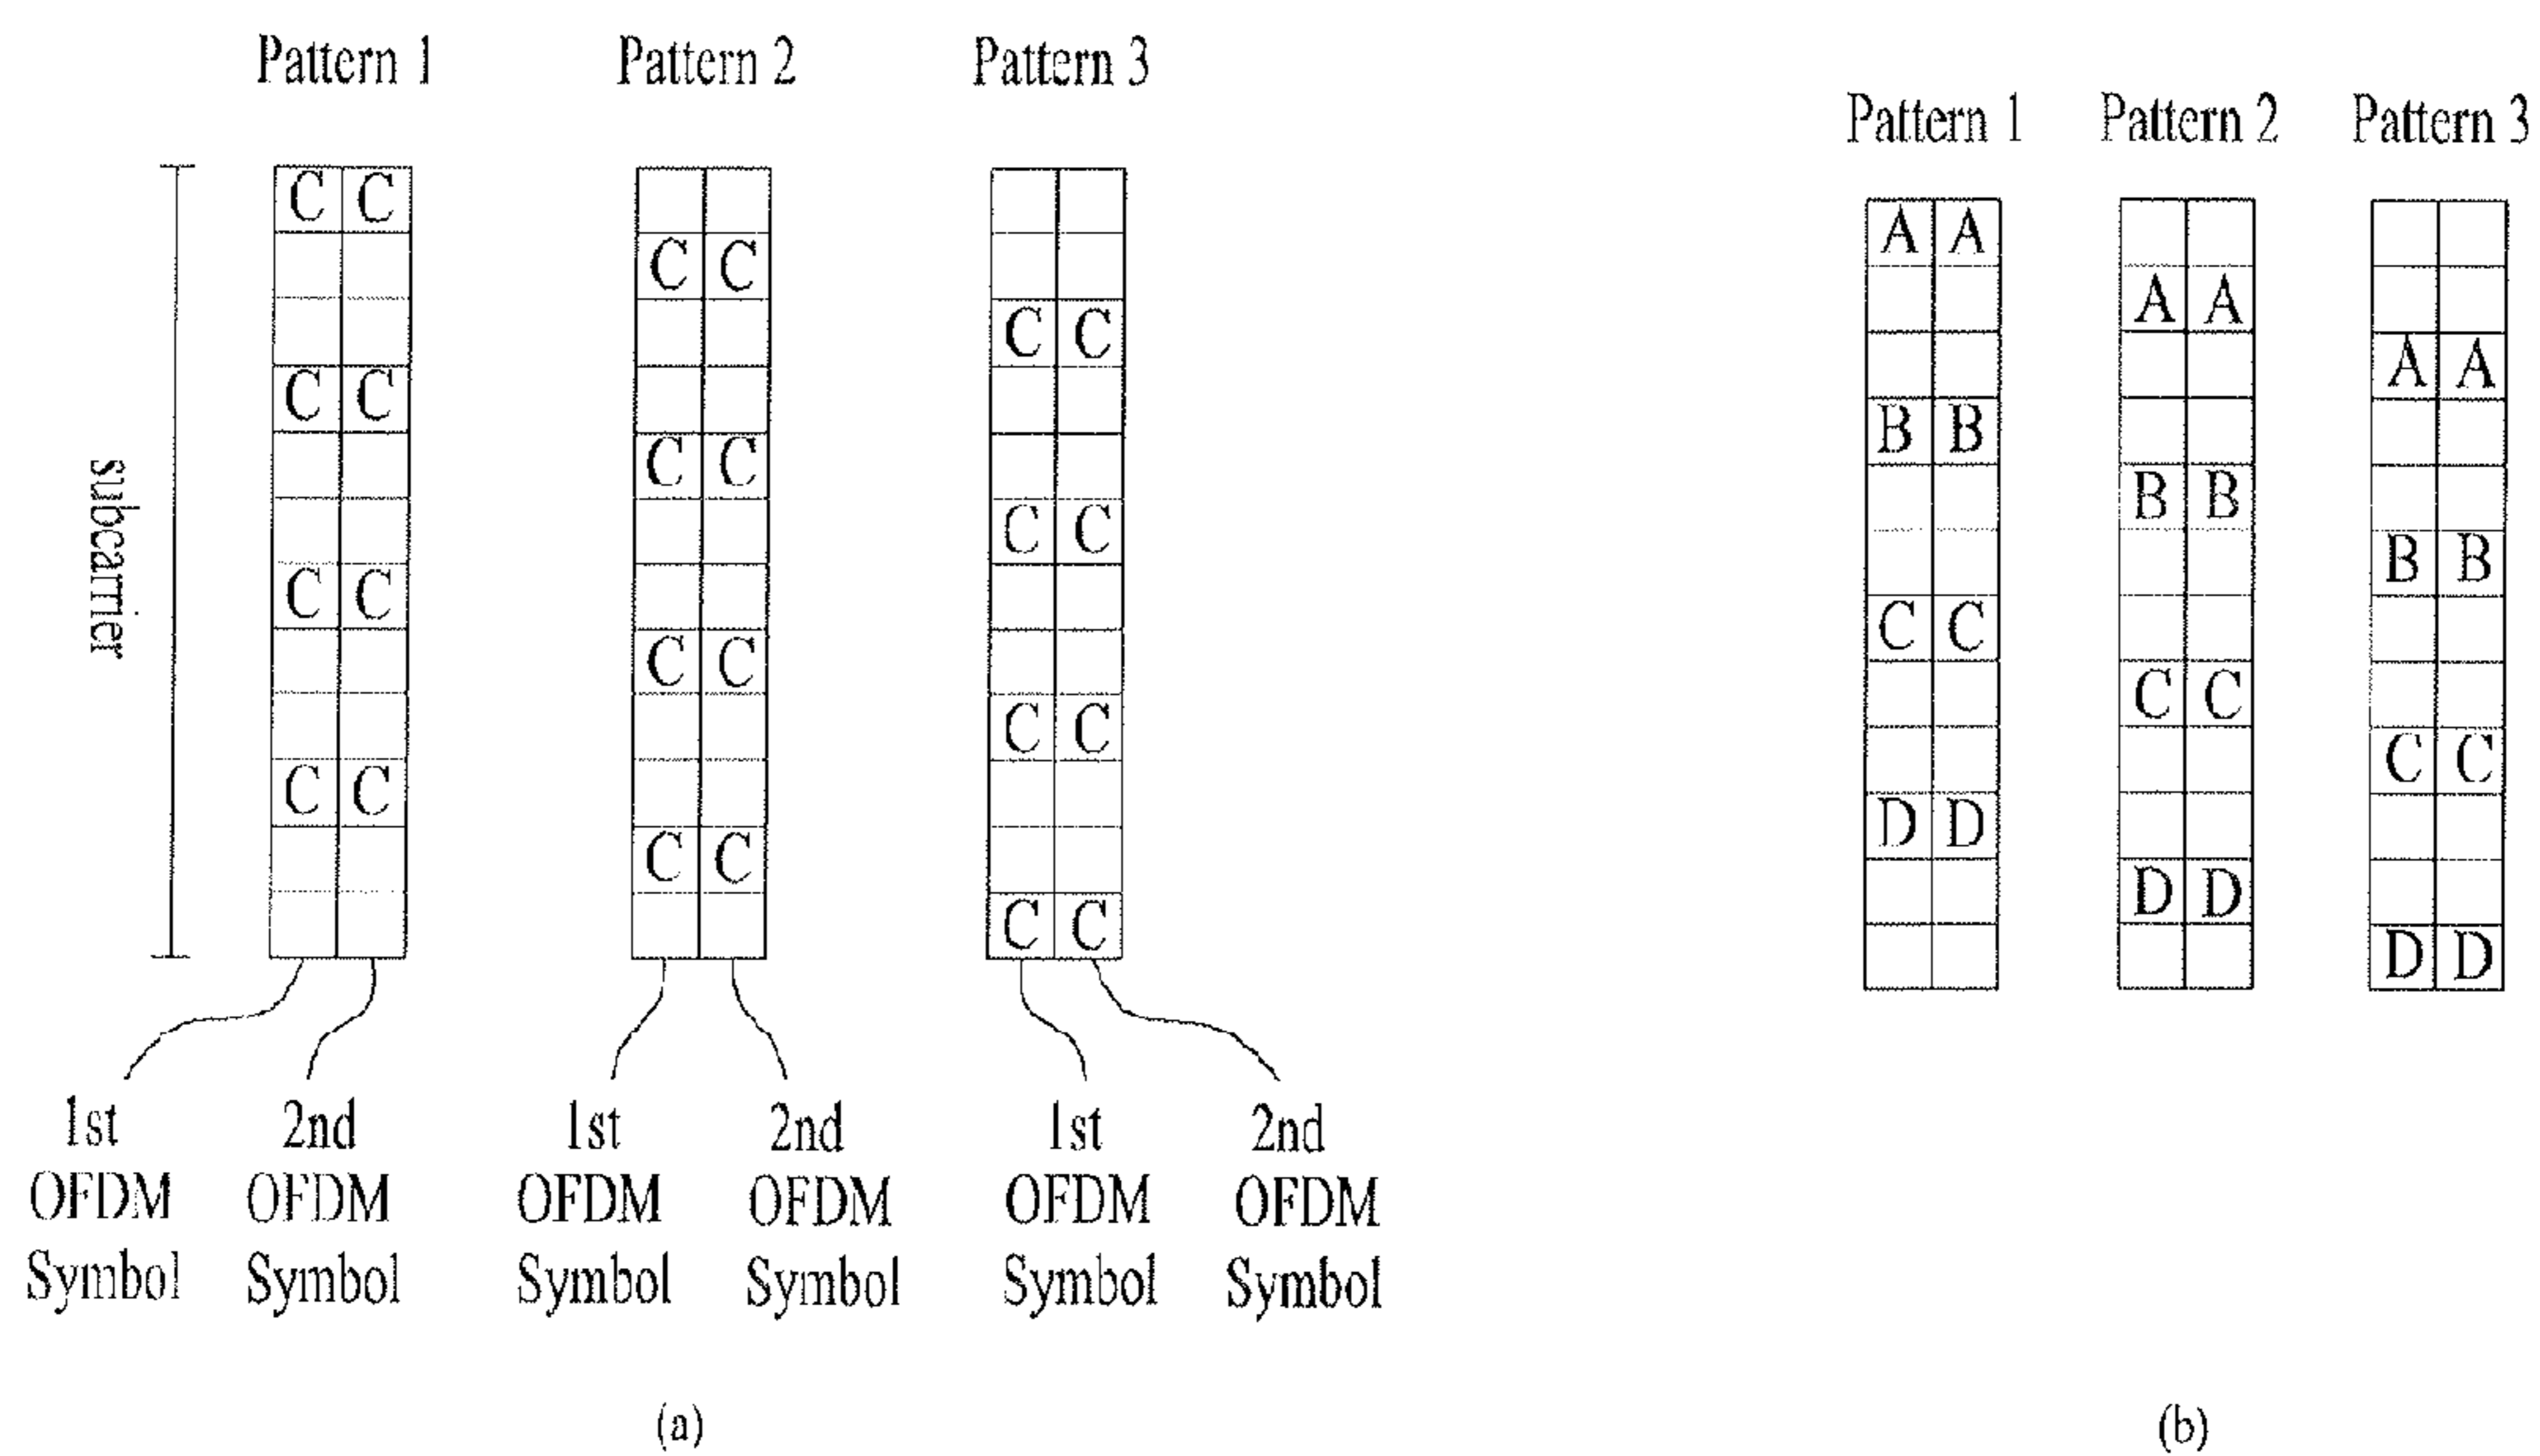 Pattern 1 Pattern 2 Pattern 3
C C
C C
C C
C C
C C
C C
C C
C C
C C
C C
C C
C C
subcarrier
1st 2nd 1st 2nd 1st 2nd
OFDM OFDM OFDM OFDM OFDM OFDM
Symbol Symbol Symbol Symbol Symbol Symbol
(a)
Pattern 1 Pattern 2 Pattern 3
A A
A A
A A
B B
B B
B B
C C
C C
C C
D D
D D
D D
(b)